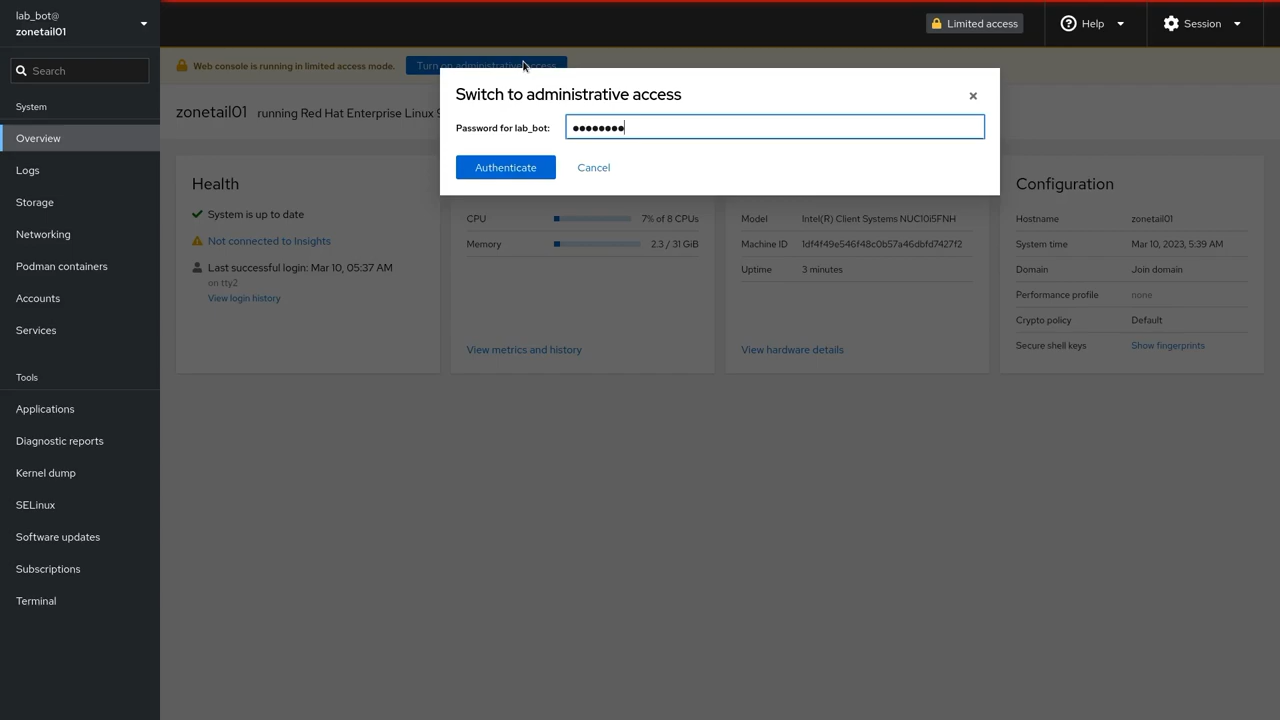 lab_bot@
zonetail01
Limited access
Help
Session
Search
Web console is running in limited access mode.
Turn on administrative access
Switch to administrative access
Password for lab_bot:
••••••••
Authenticate
Cancel
zonetail01 running Red Hat Enterprise Linux 9
System
Overview
Logs
Storage
Networking
Podman containers
Accounts
Services
Tools
Applications
Diagnostic reports
Kernel dump
SELinux
Software updates
Subscriptions
Terminal
Health
System is up to date
Not connected to Insights
Last successful login: Mar 10, 05:37 AM
on tty2
View login history
CPU 7% of 8 CPUs
Memory 2.3 / 31 GiB
View metrics and history
Model Intel(R) Client Systems NUC10i5FNH
Machine ID 1df4f49e546f48c0b57a46dbfd7427f2
Uptime 3 minutes
View hardware details
Configuration
Hostname zonetail01
System time Mar 10, 2023, 5:39 AM
Domain Join domain
Performance profile none
Crypto policy Default
Secure shell keys Show fingerprints